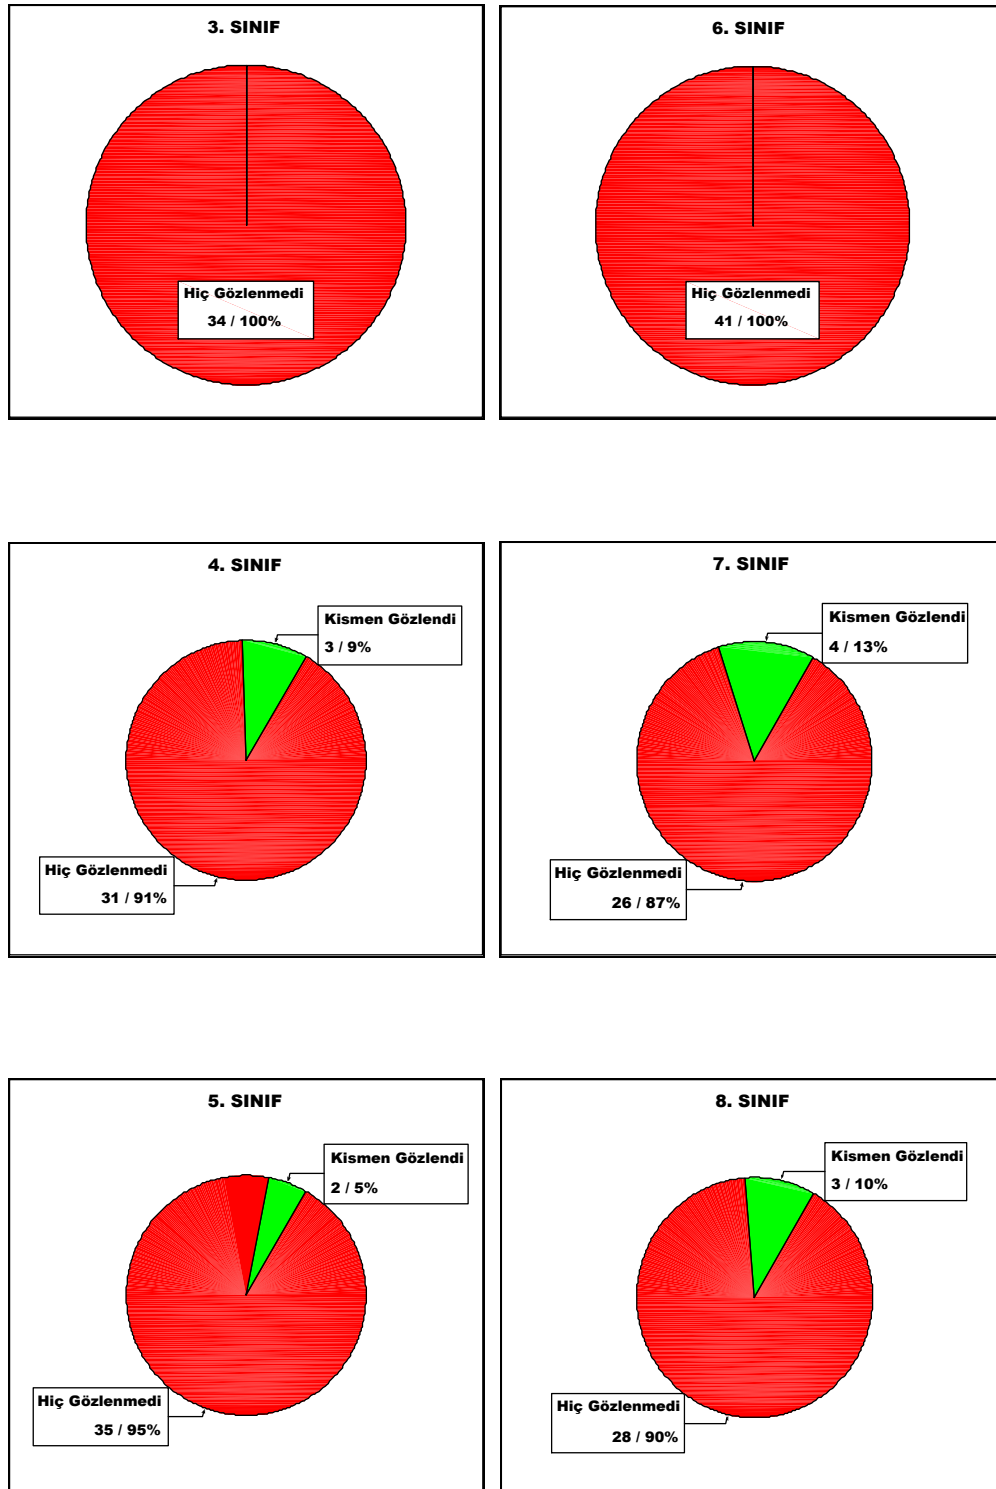 3. SINIF
Hiç Gözlenmedi
34 / 100%
6. SINIF
Hiç Gözlenmedi
41 / 100%
4. SINIF
Kismen Gözlendi
3 / 9%
Hiç Gözlenmedi
31 / 91%
7. SINIF
Kismen Gözlendi
4 / 13%
Hiç Gözlenmedi
26 / 87%
5. SINIF
Kismen Gözlendi
2 / 5%
Hiç Gözlenmedi
35 / 95%
8. SINIF
Kismen Gözlendi
3 / 10%
Hiç Gözlenmedi
28 / 90%